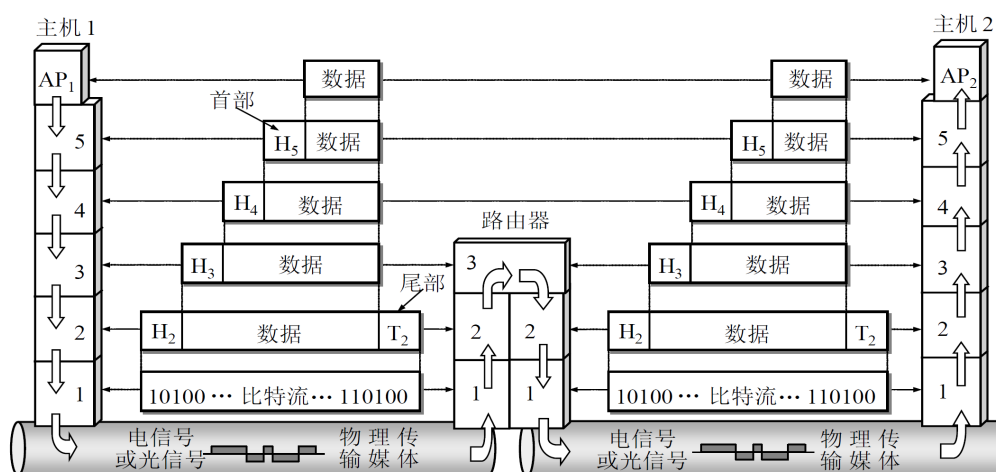 主机 1
主机 2
AP₁
数据
数据
AP₂
首部
5
H₅ 数据
H₅ 数据
5
4
H₄ 数据
H₄ 数据
4
路由器
3
H₃ 数据
3
H₃ 数据
3
尾部
2
H₂ 数据 T₂
2
2
H₂ 数据 T₂
2
1
10100 ··· 比特流 ··· 110100
1
1
10100 ··· 比特流 ··· 110100
1
电信号
或光信号
物 理 传
输 媒 体
电信号
或光信号
物 理 传
输 媒 体